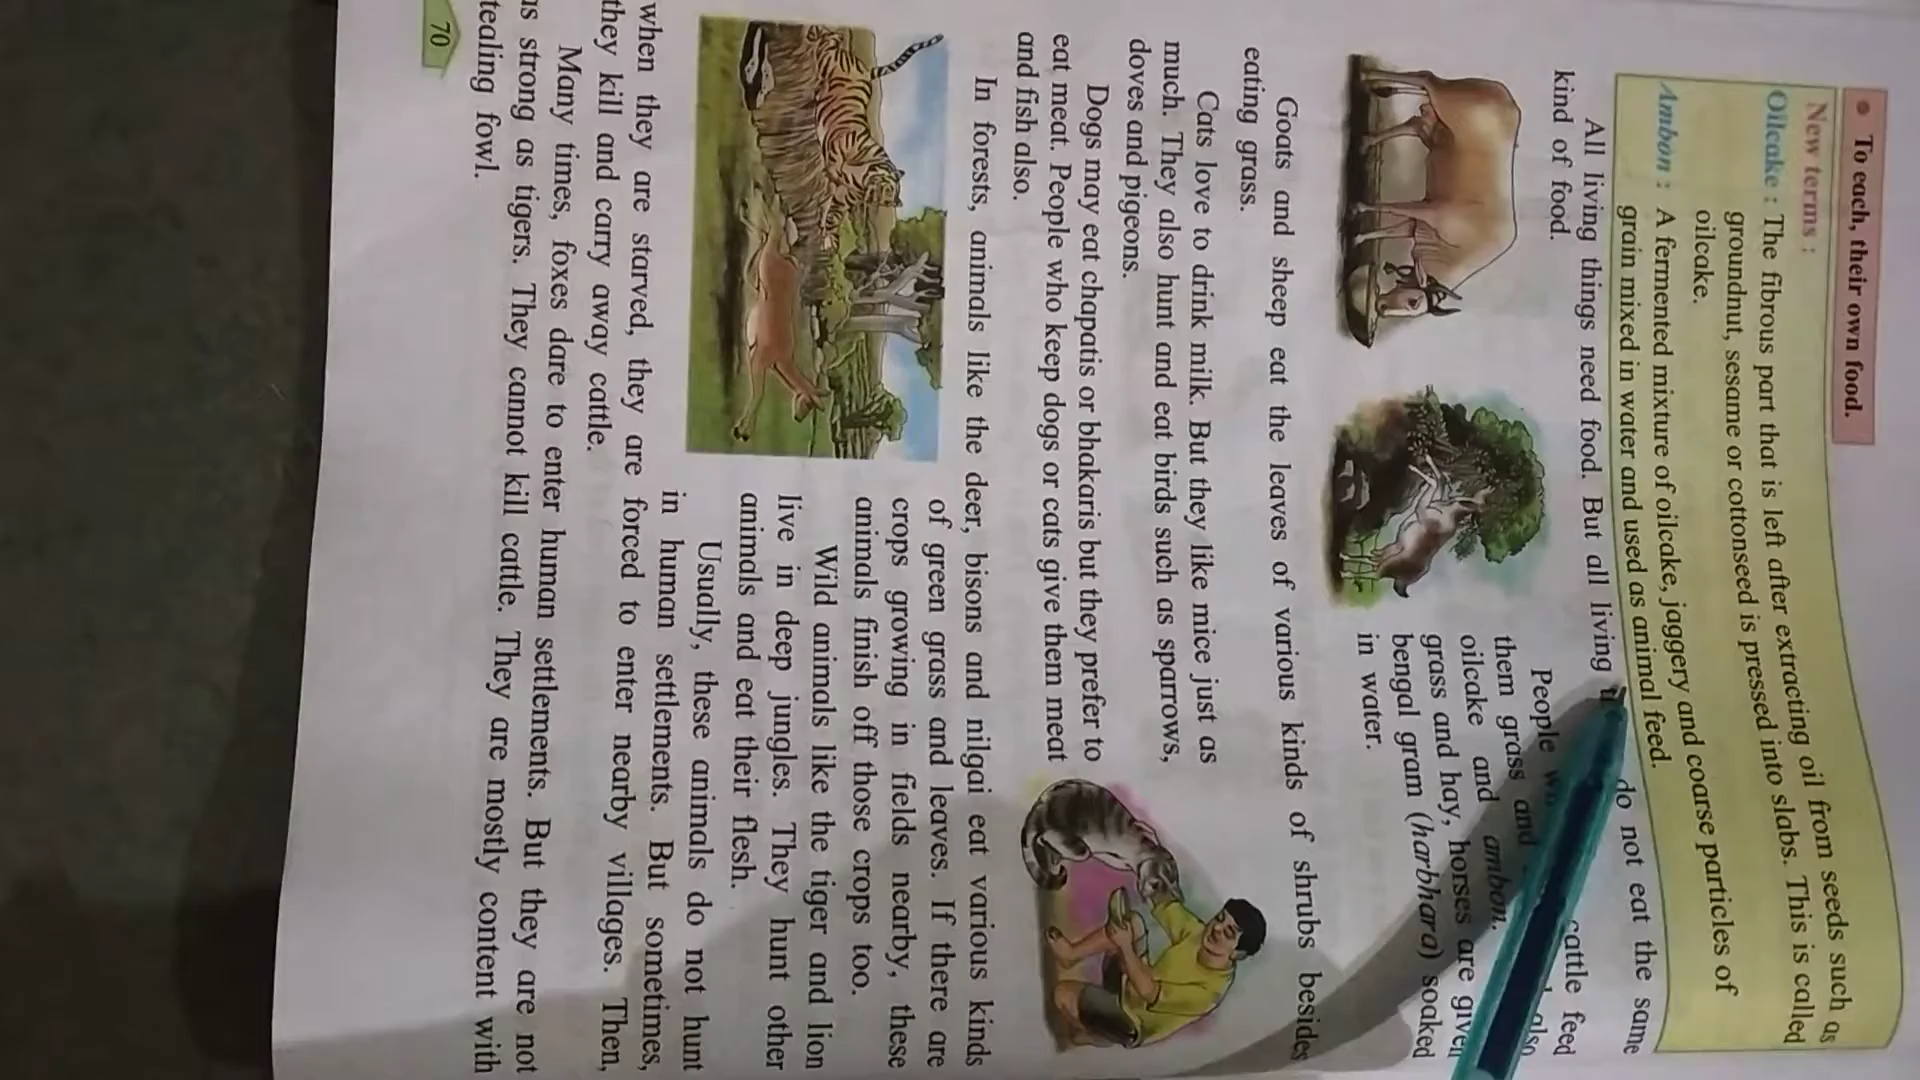 • To each, their own food.
New terms :
Oilcake : The fibrous part that is left after extracting oil from seeds such as
groundnut, sesame or cottonseed is pressed into slabs. This is called
oilcake.
Ambon : A fermented mixture of oilcake, jaggery and coarse particles of
grain mixed in water and used as animal feed.
All living things need food. But all living do not eat the same
kind of food.
People cattle feed
them grass and also
oilcake and ambon.
grass and hay, horses are given
bengal gram (harbhara) soaked
in water.
Goats and sheep eat the leaves of various kinds of shrubs besides
eating grass.
Cats love to drink milk. But they like mice just as
much. They also hunt and eat birds such as sparrows,
doves and pigeons.
Dogs may eat chapatis or bhakaris but they prefer to
eat meat. People who keep dogs or cats give them meat
and fish also.
In forests, animals like the deer, bisons and nilgai eat various kinds
of green grass and leaves. If there are
crops growing in fields nearby, these
animals finish off those crops too.
Wild animals like the tiger and lion
live in deep jungles. They hunt other
animals and eat their flesh.
Usually, these animals do not hunt
in human settlements. But sometimes,
when they are starved, they are forced to enter nearby villages. Then,
they kill and carry away cattle.
Many times, foxes dare to enter human settlements. But they are not
as strong as tigers. They cannot kill cattle. They are mostly content with
tealing fowl.
70